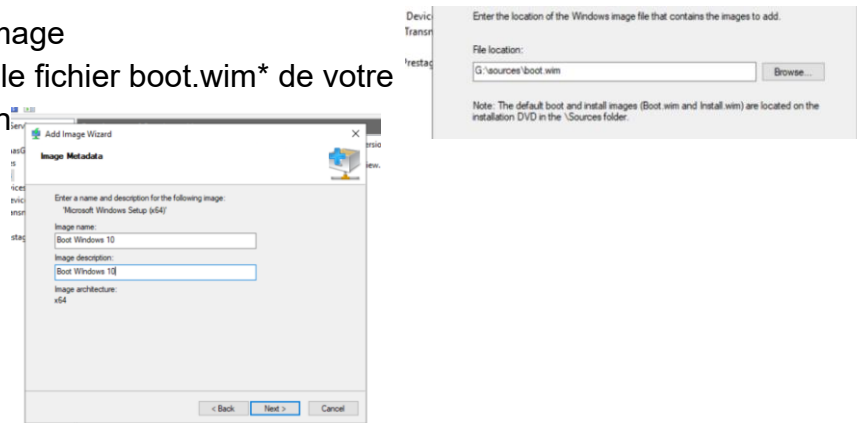 mage
le fichier boot.wim* de votre
Add Image Wizard
Image Metadata
Enter a name and description for the following image:
'Microsoft Windows Setup (x64)'
Image name:
Boot Windows 10
Image description:
Boot Windows 10
Image architecture:
x64
< Back Next > Cancel
Enter the location of the Windows image file that contains the images to add.
File location:
G:\sources\boot.wim
Browse...
Note: The default boot and install images (Boot.wim and Install.wim) are located on the
installation DVD in the \Sources folder.